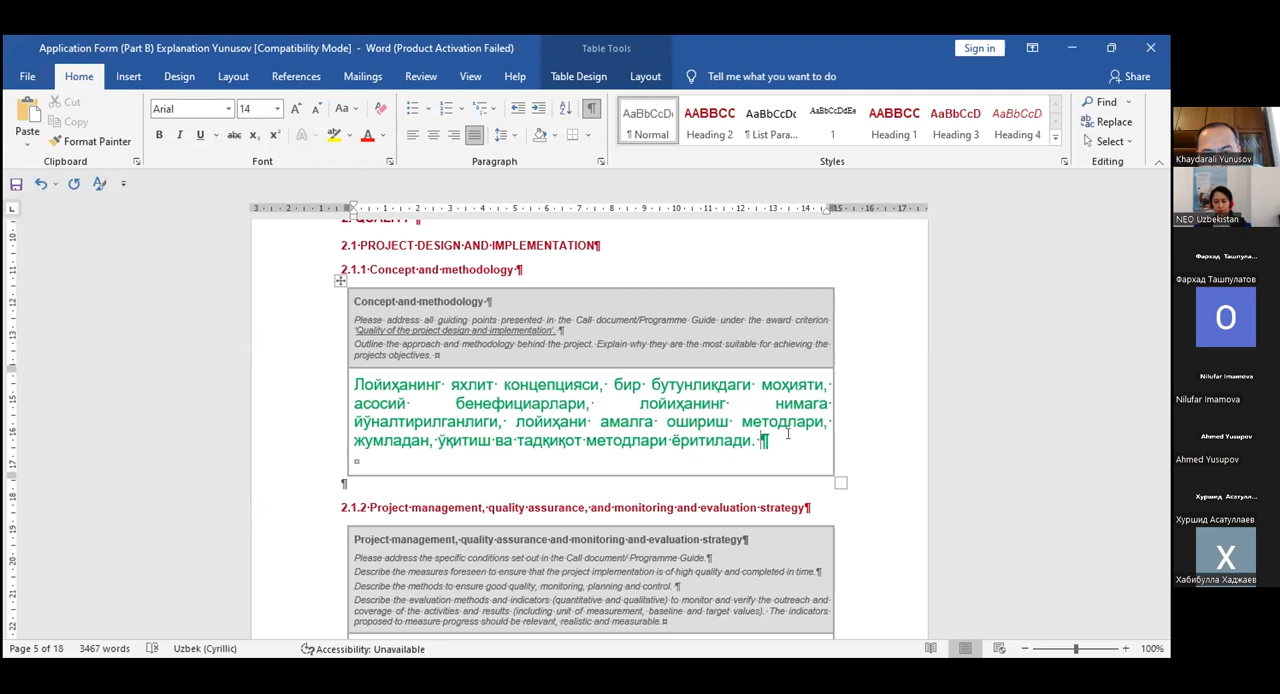 Application Form (Part B) Explanation Yunusov [Compatibility Mode] - Word (Product Activation Failed)
Table Tools
Sign in
File Home Insert Design Layout References Mailings Review View Help Table Design Layout Tell me what you want to do Share
Paste
Cut
Copy
Format Painter
Clipboard
Arial 14
Font
Paragraph
AaBbCcDc AABBCC AaBbCcDc AaBbCcDdEe AABBCC AaBbCcD AaBbCcD
¶ Normal Heading 2 ¶ List Para... 1 Heading 1 Heading 3 Heading 4
Styles
Find
Replace
Select
Editing
2. QUALITY ¶
2.1 PROJECT DESIGN AND IMPLEMENTATION¶
2.1.1 Concept and methodology ¶
Concept and methodology ¶
Please address all guiding points presented in the Call document/Programme Guide under the award criterion
'Quality of the project design and implementation'. ¶
Outline the approach and methodology behind the project. Explain why they are the most suitable for achieving the
projects objectives. ¤
Лойиҳанинг яхлит концепцияси, бир бутунликдаги моҳияти,
асосий бенефициарлари, лойиҳанинг нимага
йўналтирилганлиги, лойиҳани амалга ошириш методлари,
жумладан, ўқитиш ва тадқиқот методлари ёритилади. ¶
¤
¶
2.1.2 Project management, quality assurance, and monitoring and evaluation strategy¶
Project management, quality assurance and monitoring and evaluation strategy¶
Please address the specific conditions set out in the Call document/ Programme Guide.¶
Describe the measures foreseen to ensure that the project implementation is of high quality and completed in time.¶
Describe the methods to ensure good quality, monitoring, planning and control. ¶
Describe the evaluation methods and indicators (quantitative and qualitative) to monitor and verify the outreach and
coverage of the activities and results (including unit of measurement, baseline and target values). The indicators
proposed to measure progress should be relevant, realistic and measurable.¤
Page 5 of 18 3467 words Uzbek (Cyrillic) Accessibility: Unavailable 100%
Khaydarali Yunusov
NEO Uzbekistan
Фархад Ташпула...
Фархад Ташпулатов
O
Nilufar Imamova
Nilufar Imamova
Ahmed Yusupov
Ahmed Yusupov
Хуршид Асатулл...
Хуршид Асатуллаев
X
Хабибулла Хаджаев